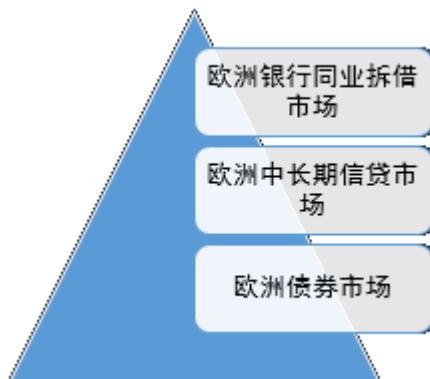 欧洲银行同业拆借
市场
欧洲中长期信贷市
场
欧洲债券市场